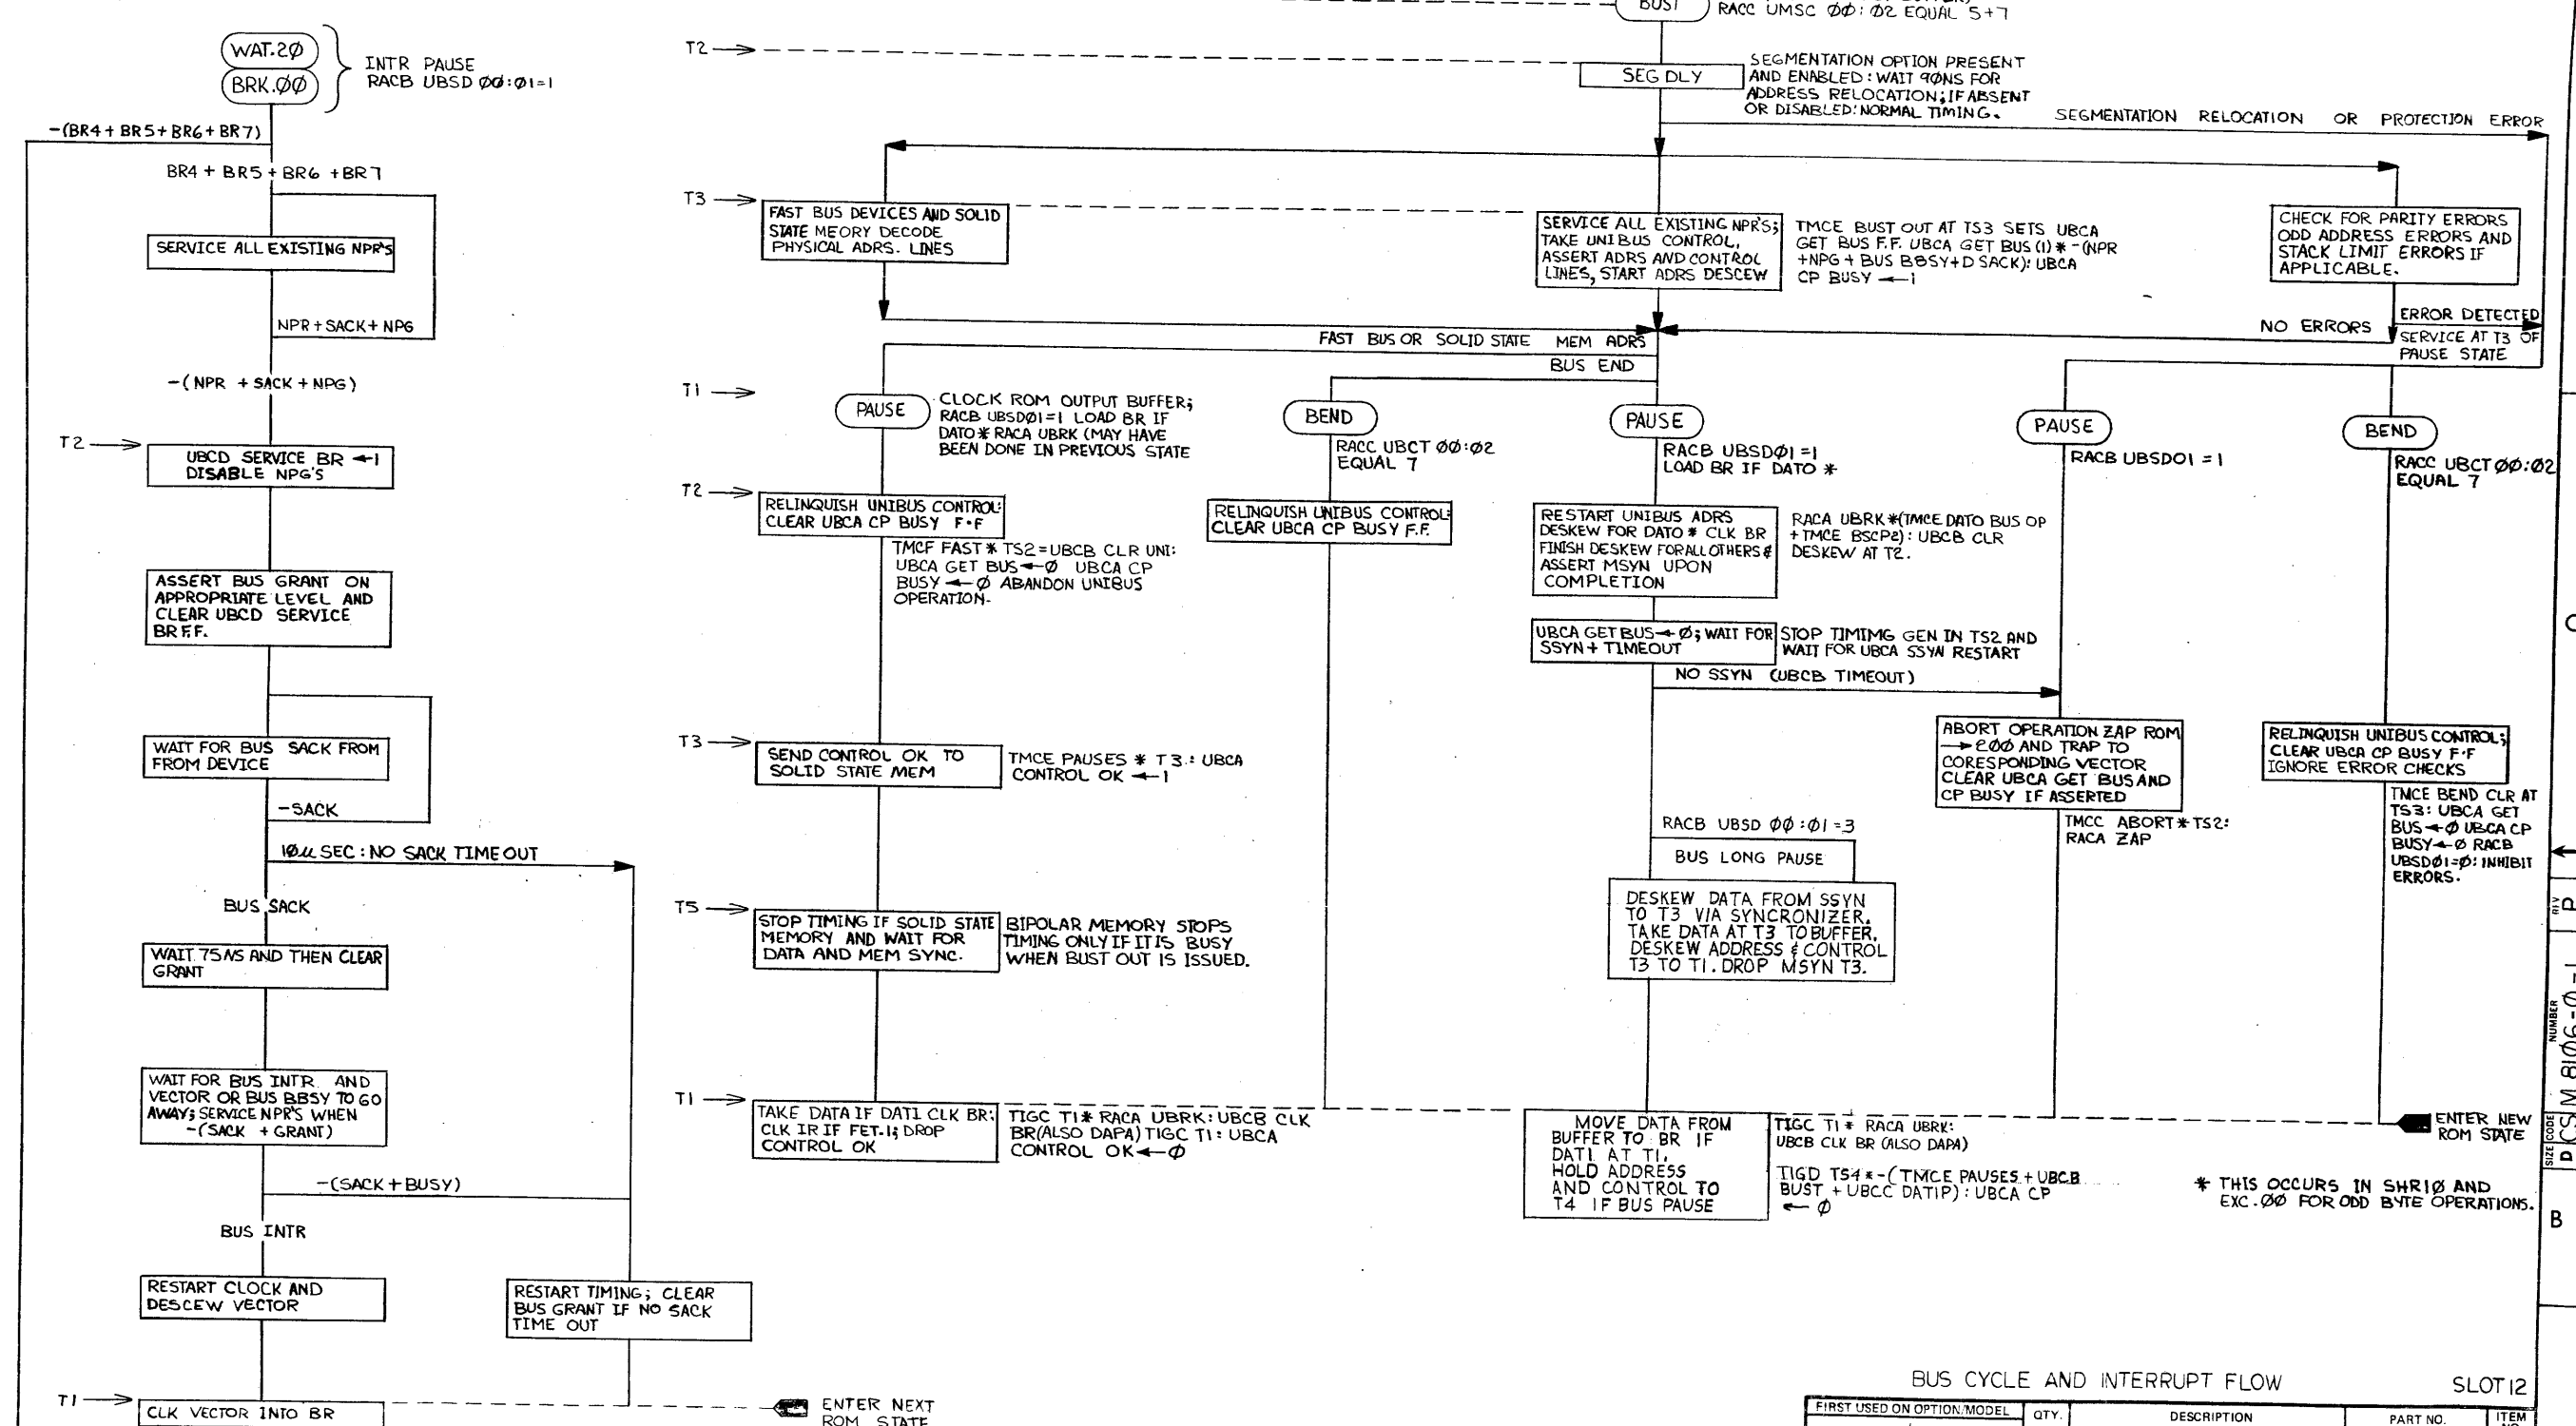 BUST
RACC UMSC ØØ:Ø2 EQUAL 5+7
WAT.2Ø
BRK.ØØ
INTR PAUSE
RACB UBSD ØØ:Ø1=1
-(BR4+BR5+BR6+BR7)
BR4 + BR5 + BR6 +BR7
SERVICE ALL EXISTING NPR'S
NPR+SACK+NPG
-(NPR +SACK+NPG)
T2
UBCD SERVICE BR ←1
DISABLE NPG'S
ASSERT BUS GRANT ON
APPROPRIATE LEVEL AND
CLEAR UBCD SERVICE
BR F.F.
WAIT FOR BUS SACK FROM
FROM DEVICE
-SACK
1Øµ SEC: NO SACK TIMEOUT
BUS SACK
WAIT 75NS AND THEN CLEAR
GRANT
WAIT FOR BUS INTR AND
VECTOR OR BUS BBSY TO GO
AWAY; SERVICE NPR'S WHEN
-(SACK +GRANT)
-(SACK+BUSY)
BUS INTR
RESTART CLOCK AND
DESCEW VECTOR
RESTART TIMING; CLEAR
BUS GRANT IF NO SACK
TIME OUT
T1
CLK VECTOR INTO BR
ENTER NEXT
ROM STATE
T2
SEG DLY
SEGMENTATION OPTION PRESENT
AND ENABLED: WAIT 9ØNS FOR
ADDRESS RELOCATION; IF ABSENT
OR DISABLED: NORMAL TIMING.
SEGMENTATION RELOCATION OR PROTECTION ERROR
T3
FAST BUS DEVICES AND SOLID
STATE MEORY DECODE
PHYSICAL ADRS. LINES
SERVICE ALL EXISTING NPR'S;
TAKE UNIBUS CONTROL,
ASSERT ADRS AND CONTROL
LINES, START ADRS DESCEW
TMCE BUST OUT AT TS3 SETS UBCA
GET BUS F.F. UBCA GET BUS (1) * -(NPR
+NPG + BUS BBSY+D SACK): UBCA
CP BUSY ←1
CHECK FOR PARITY ERRORS
ODD ADDRESS ERRORS AND
STACK LIMIT ERRORS IF
APPLICABLE.
NO ERRORS
ERROR DETECTED
SERVICE AT T3 OF
PAUSE STATE
FAST BUS OR SOLID STATE MEM ADRS
BUS END
T1
PAUSE
CLOCK ROM OUTPUT BUFFER;
RACB UBSDØ1=1 LOAD BR IF
DATO * RACA UBRK (MAY HAVE
BEEN DONE IN PREVIOUS STATE
BEND
RACC UBCT ØØ:Ø2
EQUAL 7
PAUSE
RACB UBSDØ1=1
LOAD BR IF DATO *
PAUSE
RACB UBSDO1=1
BEND
RACC UBCT ØØ:Ø2
EQUAL 7
T2
RELINQUISH UNIBUS CONTROL:
CLEAR UBCA CP BUSY F.F
TMCF FAST * TS2=UBCB CLR UNI:
UBCA GET BUS←Ø UBCA CP
BUSY ←Ø ABANDON UNIBUS
OPERATION.
RELINQUISH UNIBUS CONTROL:
CLEAR UBCA CP BUSY F.F.
RESTART UNIBUS ADRS
DESKEW FOR DATO * CLK BR
FINISH DESKEW FOR ALL OTHERS &
ASSERT MSYN UPON
COMPLETION
RACA UBRK *(TMCE DATO BUS OP
+TMCE BSCP2): UBCB CLR
DESKEW AT T2.
UBCA GET BUS←Ø; WAIT FOR
SSYN+TIMEOUT
STOP TIMIMG GEN IN TS2 AND
WAIT FOR UBCA SSYN RESTART
NO SSYN (UBCB TIMEOUT)
T3
SEND CONTROL OK TO
SOLID STATE MEM
TMCE PAUSES * T3: UBCA
CONTROL OK ←1
ABORT OPERATION ZAP ROM
→200 AND TRAP TO
CORESPONDING VECTOR
CLEAR UBCA GET BUS AND
CP BUSY IF ASSERTED
TMCC ABORT * TS2:
RACA ZAP
RELINQUISH UNIBUS CONTROL;
CLEAR UBCA CP BUSY F.F
IGNORE ERROR CHECKS
TMCE BEND CLR AT
TS3: UBCA GET
BUS←Ø UBCA CP
BUSY←Ø RACB
UBSDØ1=Ø: INHIBIT
ERRORS.
RACB UBSD ØØ:Ø1=3
BUS LONG PAUSE
T5
STOP TIMING IF SOLID STATE
MEMORY AND WAIT FOR
DATA AND MEM SYNC.
BIPOLAR MEMORY STOPS
TIMING ONLY IF IT IS BUSY
WHEN BUST OUT IS ISSUED.
DESKEW DATA FROM SSYN
TO T3 VIA SYNCRONIZER.
TAKE DATA AT T3 TO BUFFER.
DESKEW ADDRESS & CONTROL
T3 TO T1. DROP MSYN T3.
T1
TAKE DATA IF DATI CLK BR;
CLK IR IF FET.1; DROP
CONTROL OK
TIGC T1* RACA UBRK: UBCB CLK
BR (ALSO DAPA) TIGC T1: UBCA
CONTROL OK←Ø
MOVE DATA FROM
BUFFER TO BR IF
DATI AT T1.
HOLD ADDRESS
AND CONTROL TO
T4 IF BUS PAUSE
TIGC T1* RACA UBRK:
UBCB CLK BR (ALSO DAPA)
TIGD TS4 * -(TMCE PAUSES + UBCB
BUST + UBCC DATIP): UBCA CP
← Ø
ENTER NEW
ROM STATE
* THIS OCCURS IN SHR1Ø AND
EXC.ØØ FOR ODD BYTE OPERATIONS.
B
REV
P
NUMBER
M 81Ø6-Ø-1
SIZE CODE
D CS
BUS CYCLE AND INTERRUPT FLOW
SLOT 12
FIRST USED ON OPTION/MODEL
QTY.
DESCRIPTION
PART NO.
ITEM